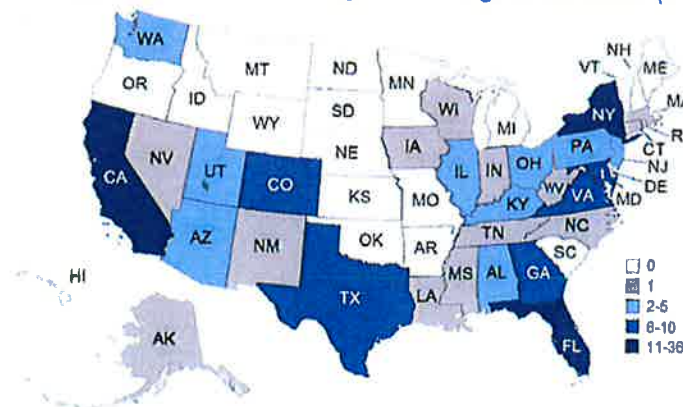 WA
MT
ND
MN
VT
NH
ME
OR
ID
SD
WI
MI
NY
WY
IA
PA
CT
NJ
NE
NV
UT
CO
IL
IN
OH
DE
CA
KS
MO
KY
WV
VA
MD
AZ
NM
OK
AR
TN
NC
SC
MS
AL
GA
HI
TX
LA
FL
AK
0
1
2-5
6-10
11-36